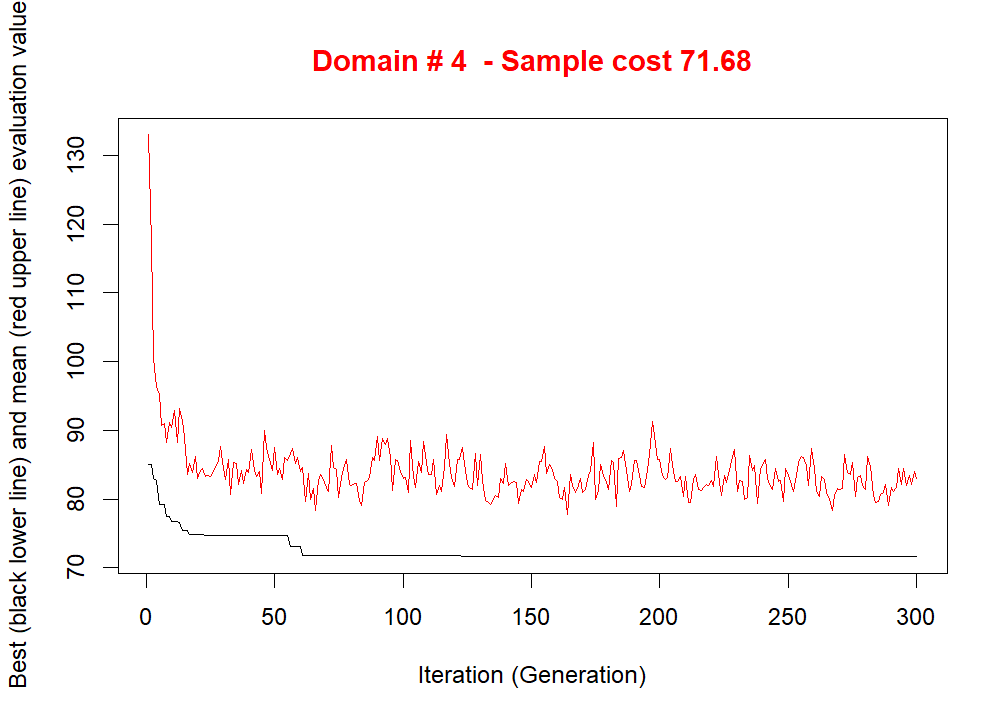 Domain # 4  - Sample cost 71.68
Best (black lower line) and mean (red upper line) evaluation value
130
120
110
100
90
80
70
0 50 100 150 200 250 300
Iteration (Generation)